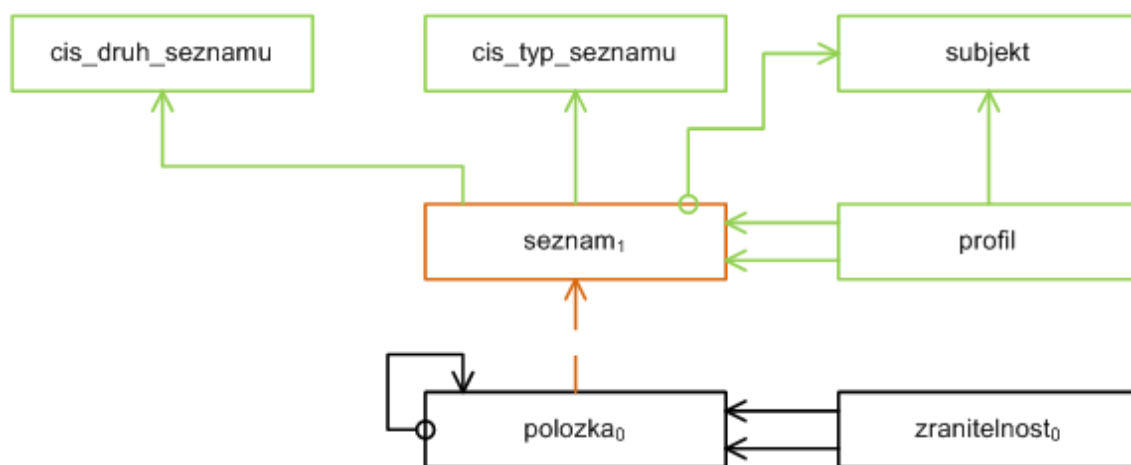 cis_druh_seznamu
cis_typ_seznamu
subjekt
seznam₁
profil
polozka₀
zranitelnost₀